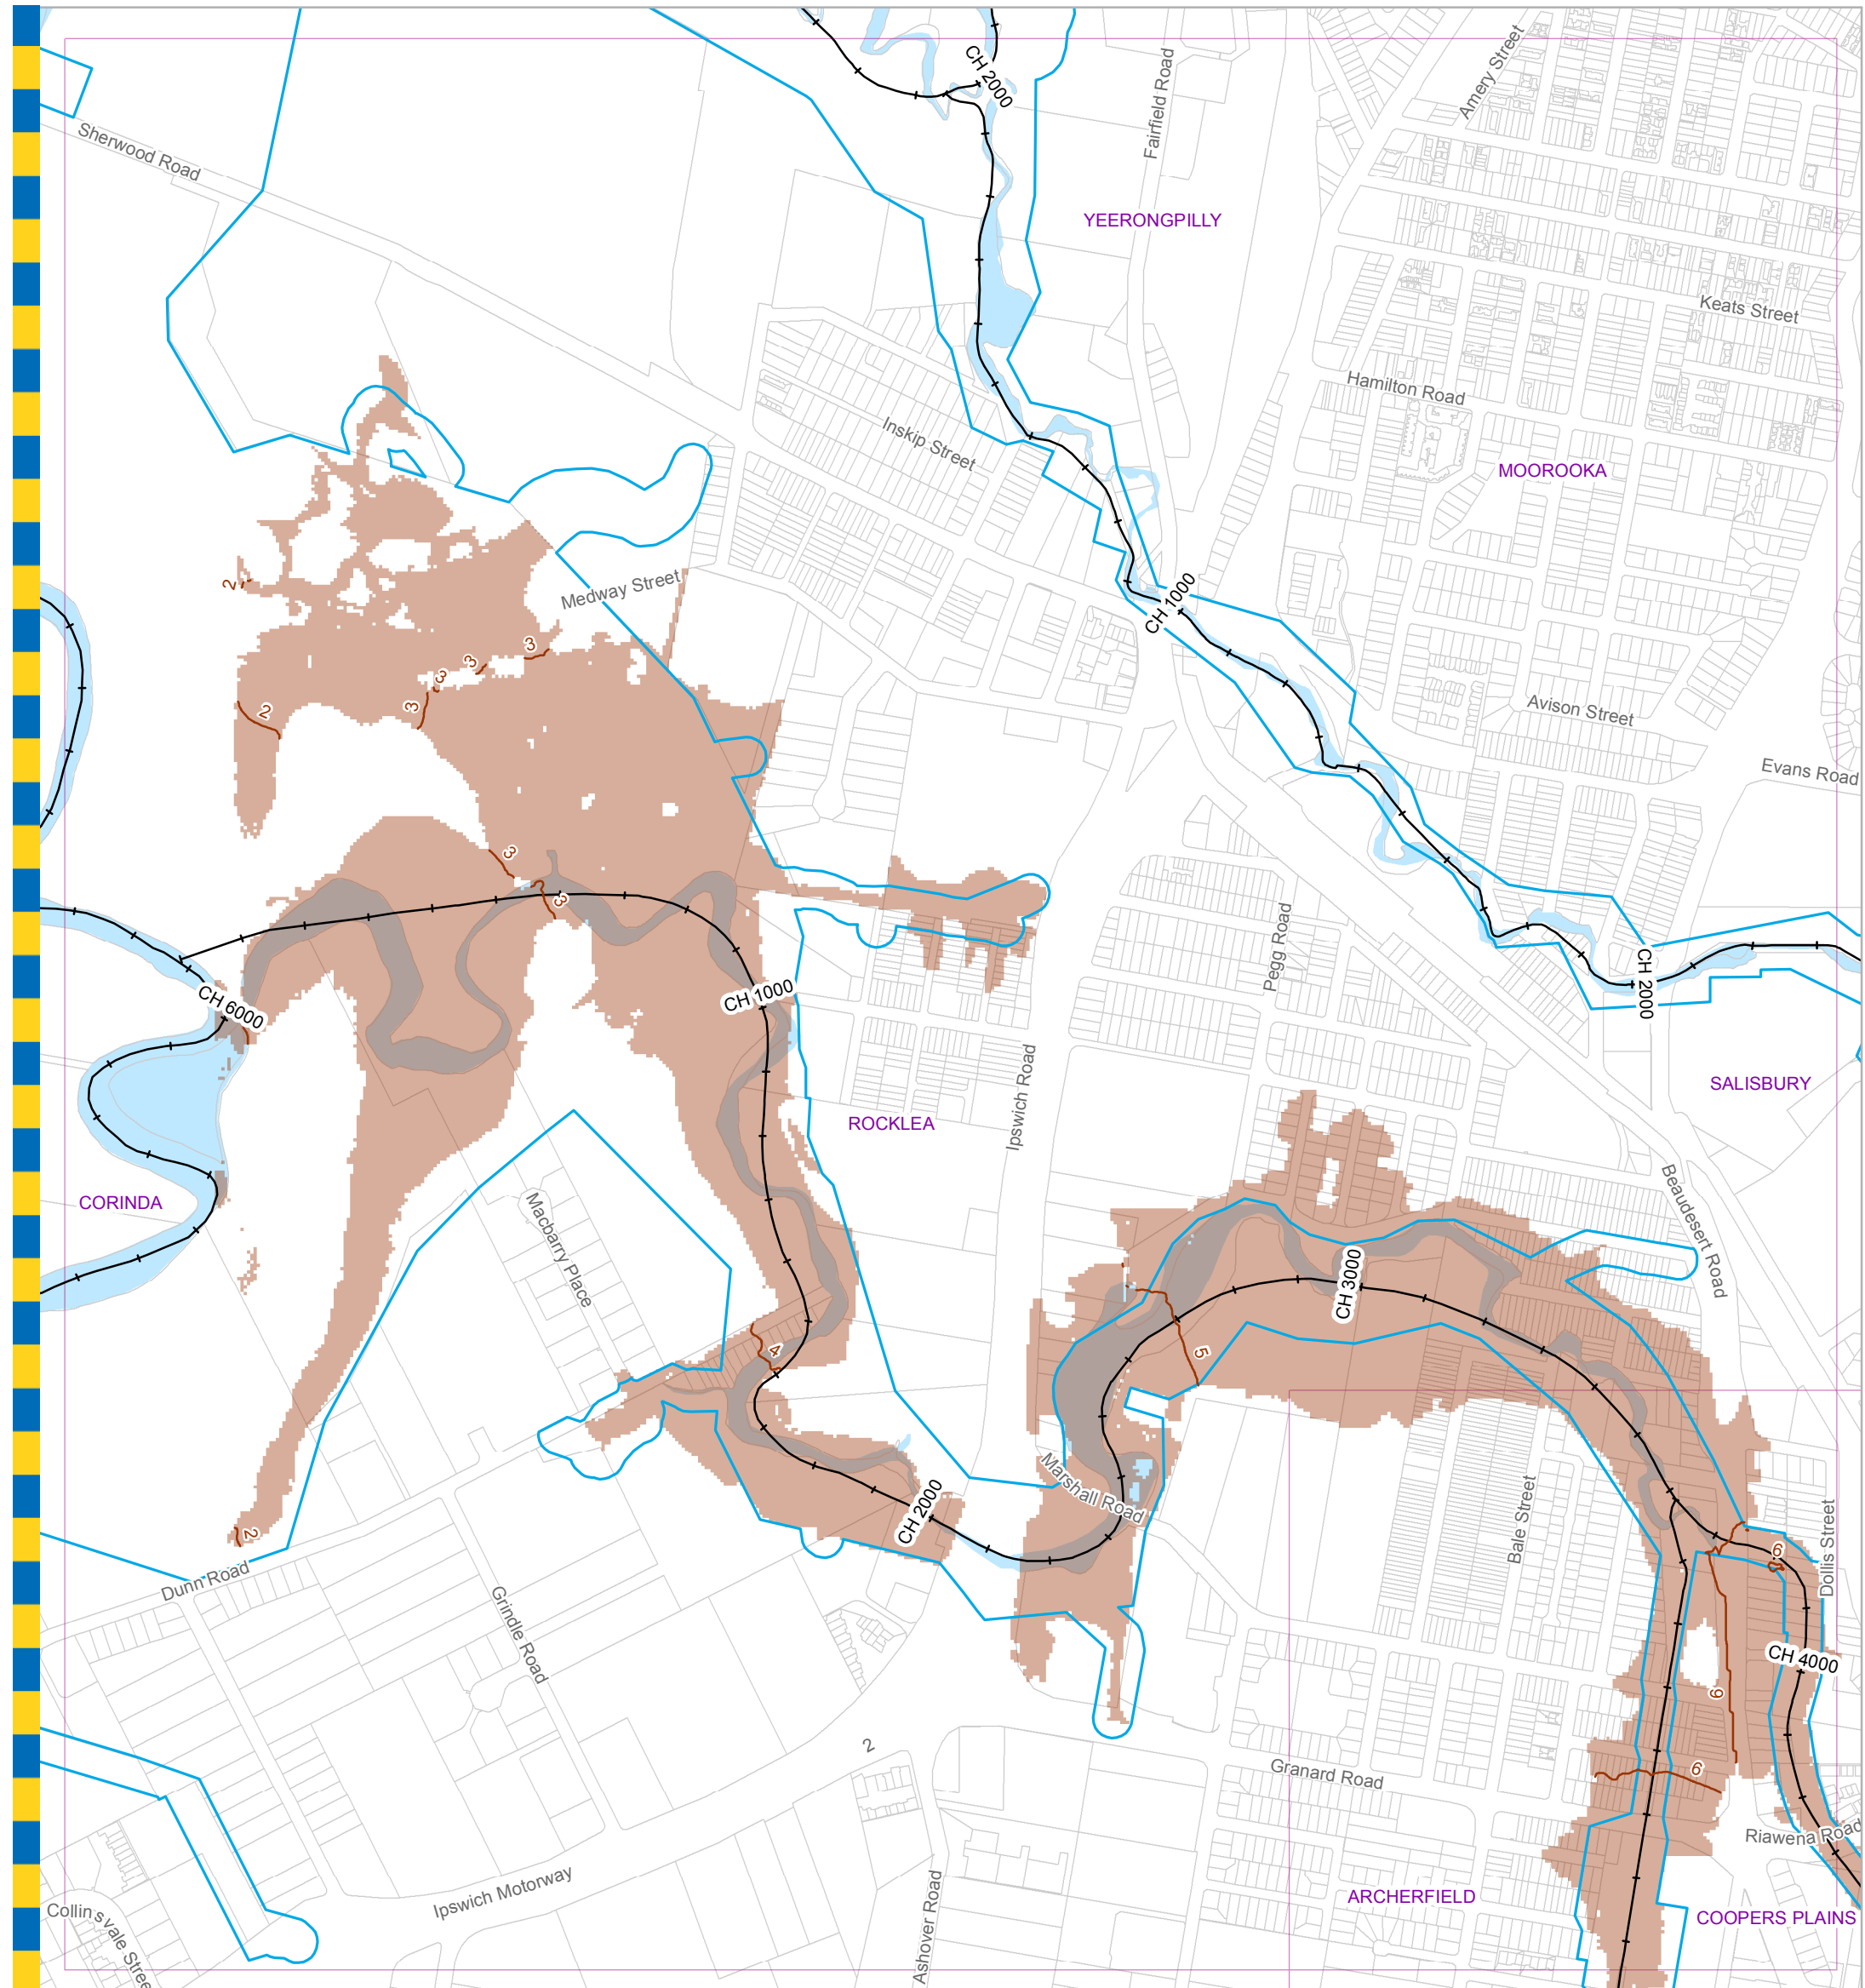 CH 2000
Amery Street
Fairfield Road
Sherwood Road
YEERONGPILLY
Keats Street
Hamilton Road
Inskip Street
MOOROOKA
2
Medway Street
CH 1000
3
3
3
3
2
Avison Street
Evans Road
3
3
Pegg Road
CH 1000
CH 6000
CH 2000
Ipswich Road
SALISBURY
ROCKLEA
CORINDA
Macbarry Place
Beaudesert Road
CH 3000
4
5
Marshall Road
CH 2000
Bale Street
2
Dollis Street
6
Dunn Road
Grindle Road
CH 4000
6
2
6
Granard Road
Riawena Road
Ipswich Motorway
Ashover Road
ARCHERFIELD
Collinsvale Stree
COOPERS PLAINS